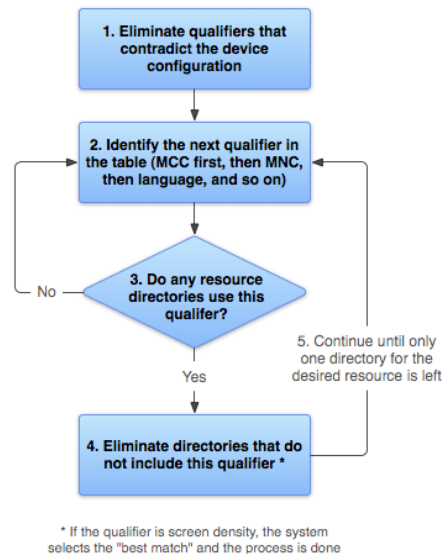 1. Eliminate qualifiers that
contradict the device
configuration
2. Identify the next qualifier in
the table (MCC first, then MNC,
then language, and so on)
3. Do any resource
directories use this
qualifer?
No
Yes
5. Continue until only
one directory for the
desired resource is left
4. Eliminate directories that do
not include this qualifier *
* If the qualifier is screen density, the system
selects the "best match" and the process is done